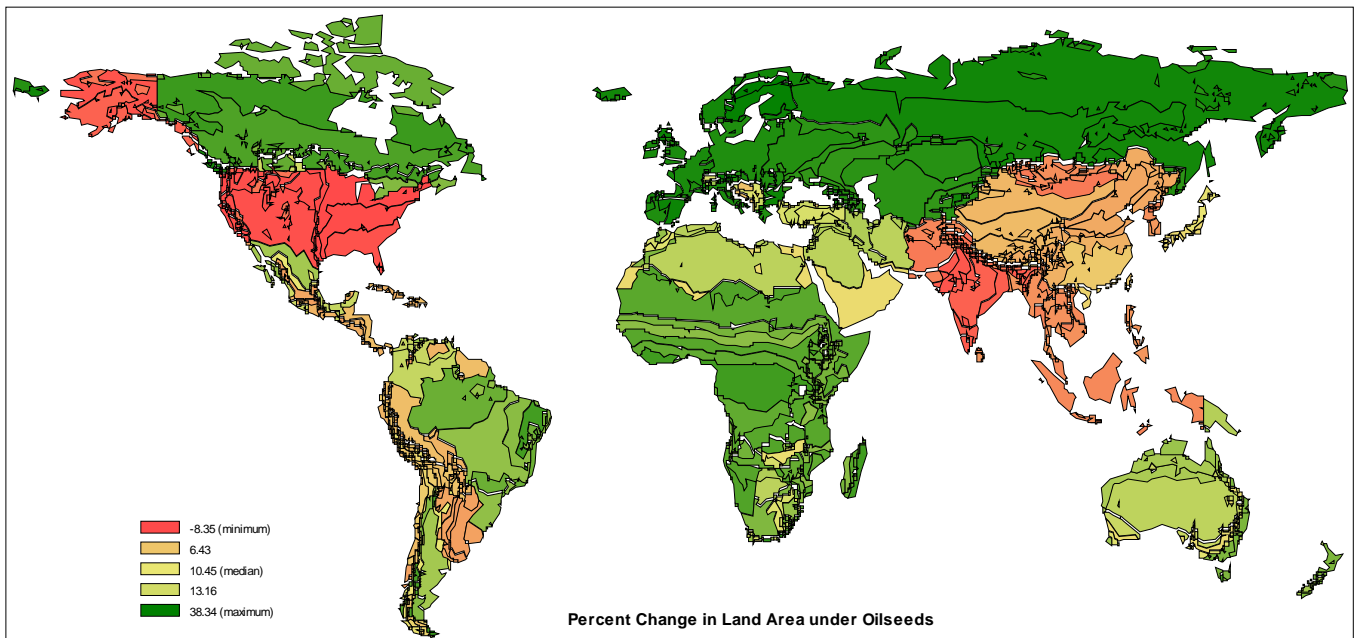 -8.35 (minimum)
6.43
10.45 (median)
13.16
38.34 (maximum)
Percent Change in Land Area under Oilseeds